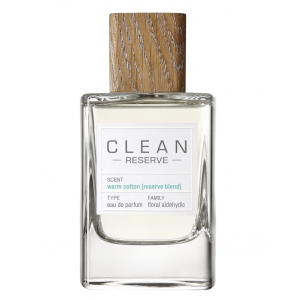 CLEAN
RESERVE
SCENT
warm cotton [reserve blend]
TYPE FAMILY
eau de parfum floral aldehydic